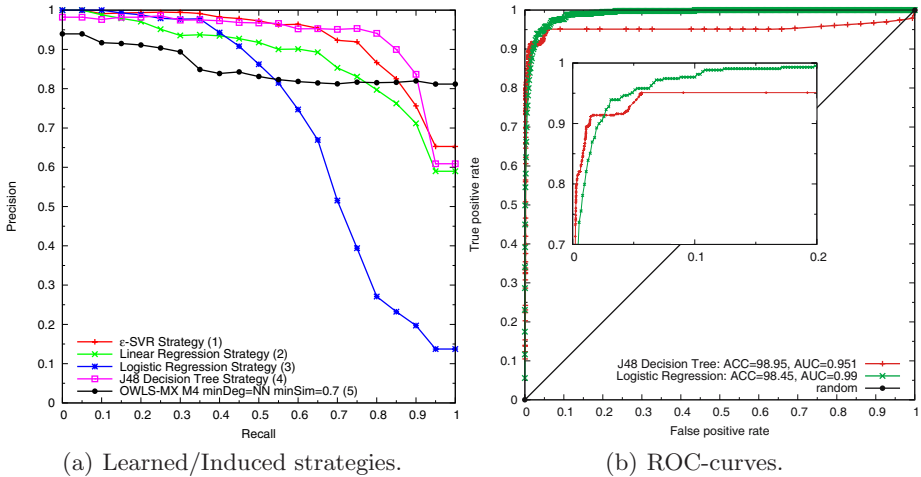 1
0.9
0.8
0.7
0.6
0.5
0.4
0.3
0.2
0.1
0
Precision
0 0.1 0.2 0.3 0.4 0.5 0.6 0.7 0.8 0.9 1
Recall
ε-SVR Strategy (1)
Linear Regression Strategy (2)
Logistic Regression Strategy (3)
J48 Decision Tree Strategy (4)
OWLS-MX M4 minDeg=NN minSim=0.7 (5)
(a) Learned/Induced strategies.
1
0.9
0.8
0.7
0.6
0.5
0.4
0.3
0.2
0.1
0
True positive rate
0 0.1 0.2 0.3 0.4 0.5 0.6 0.7 0.8 0.9 1
False positive rate
1
0.9
0.8
0.7
0 0.1 0.2
J48 Decision Tree: ACC=98.95, AUC=0.951
Logistic Regression: ACC=98.45, AUC=0.99
random
(b) ROC-curves.